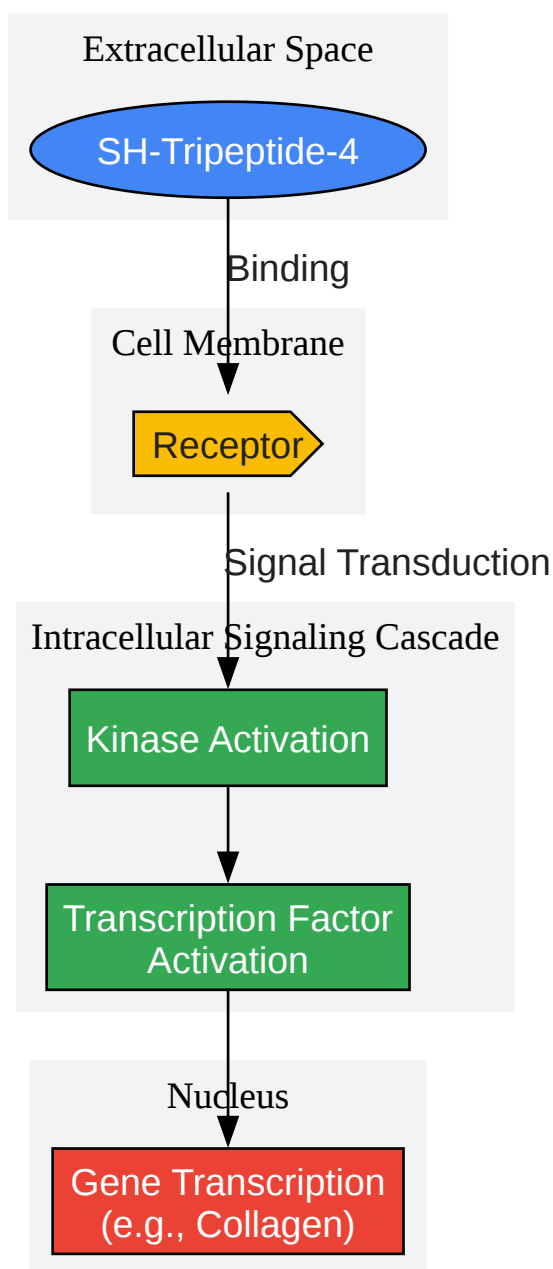 Extracellular Space
SH-Tripeptide-4
Binding
Cell Membrane
Receptor
Signal Transduction
Intracellular Signaling Cascade
Kinase Activation
Transcription Factor
Activation
Nucleus
Gene Transcription
(e.g., Collagen)